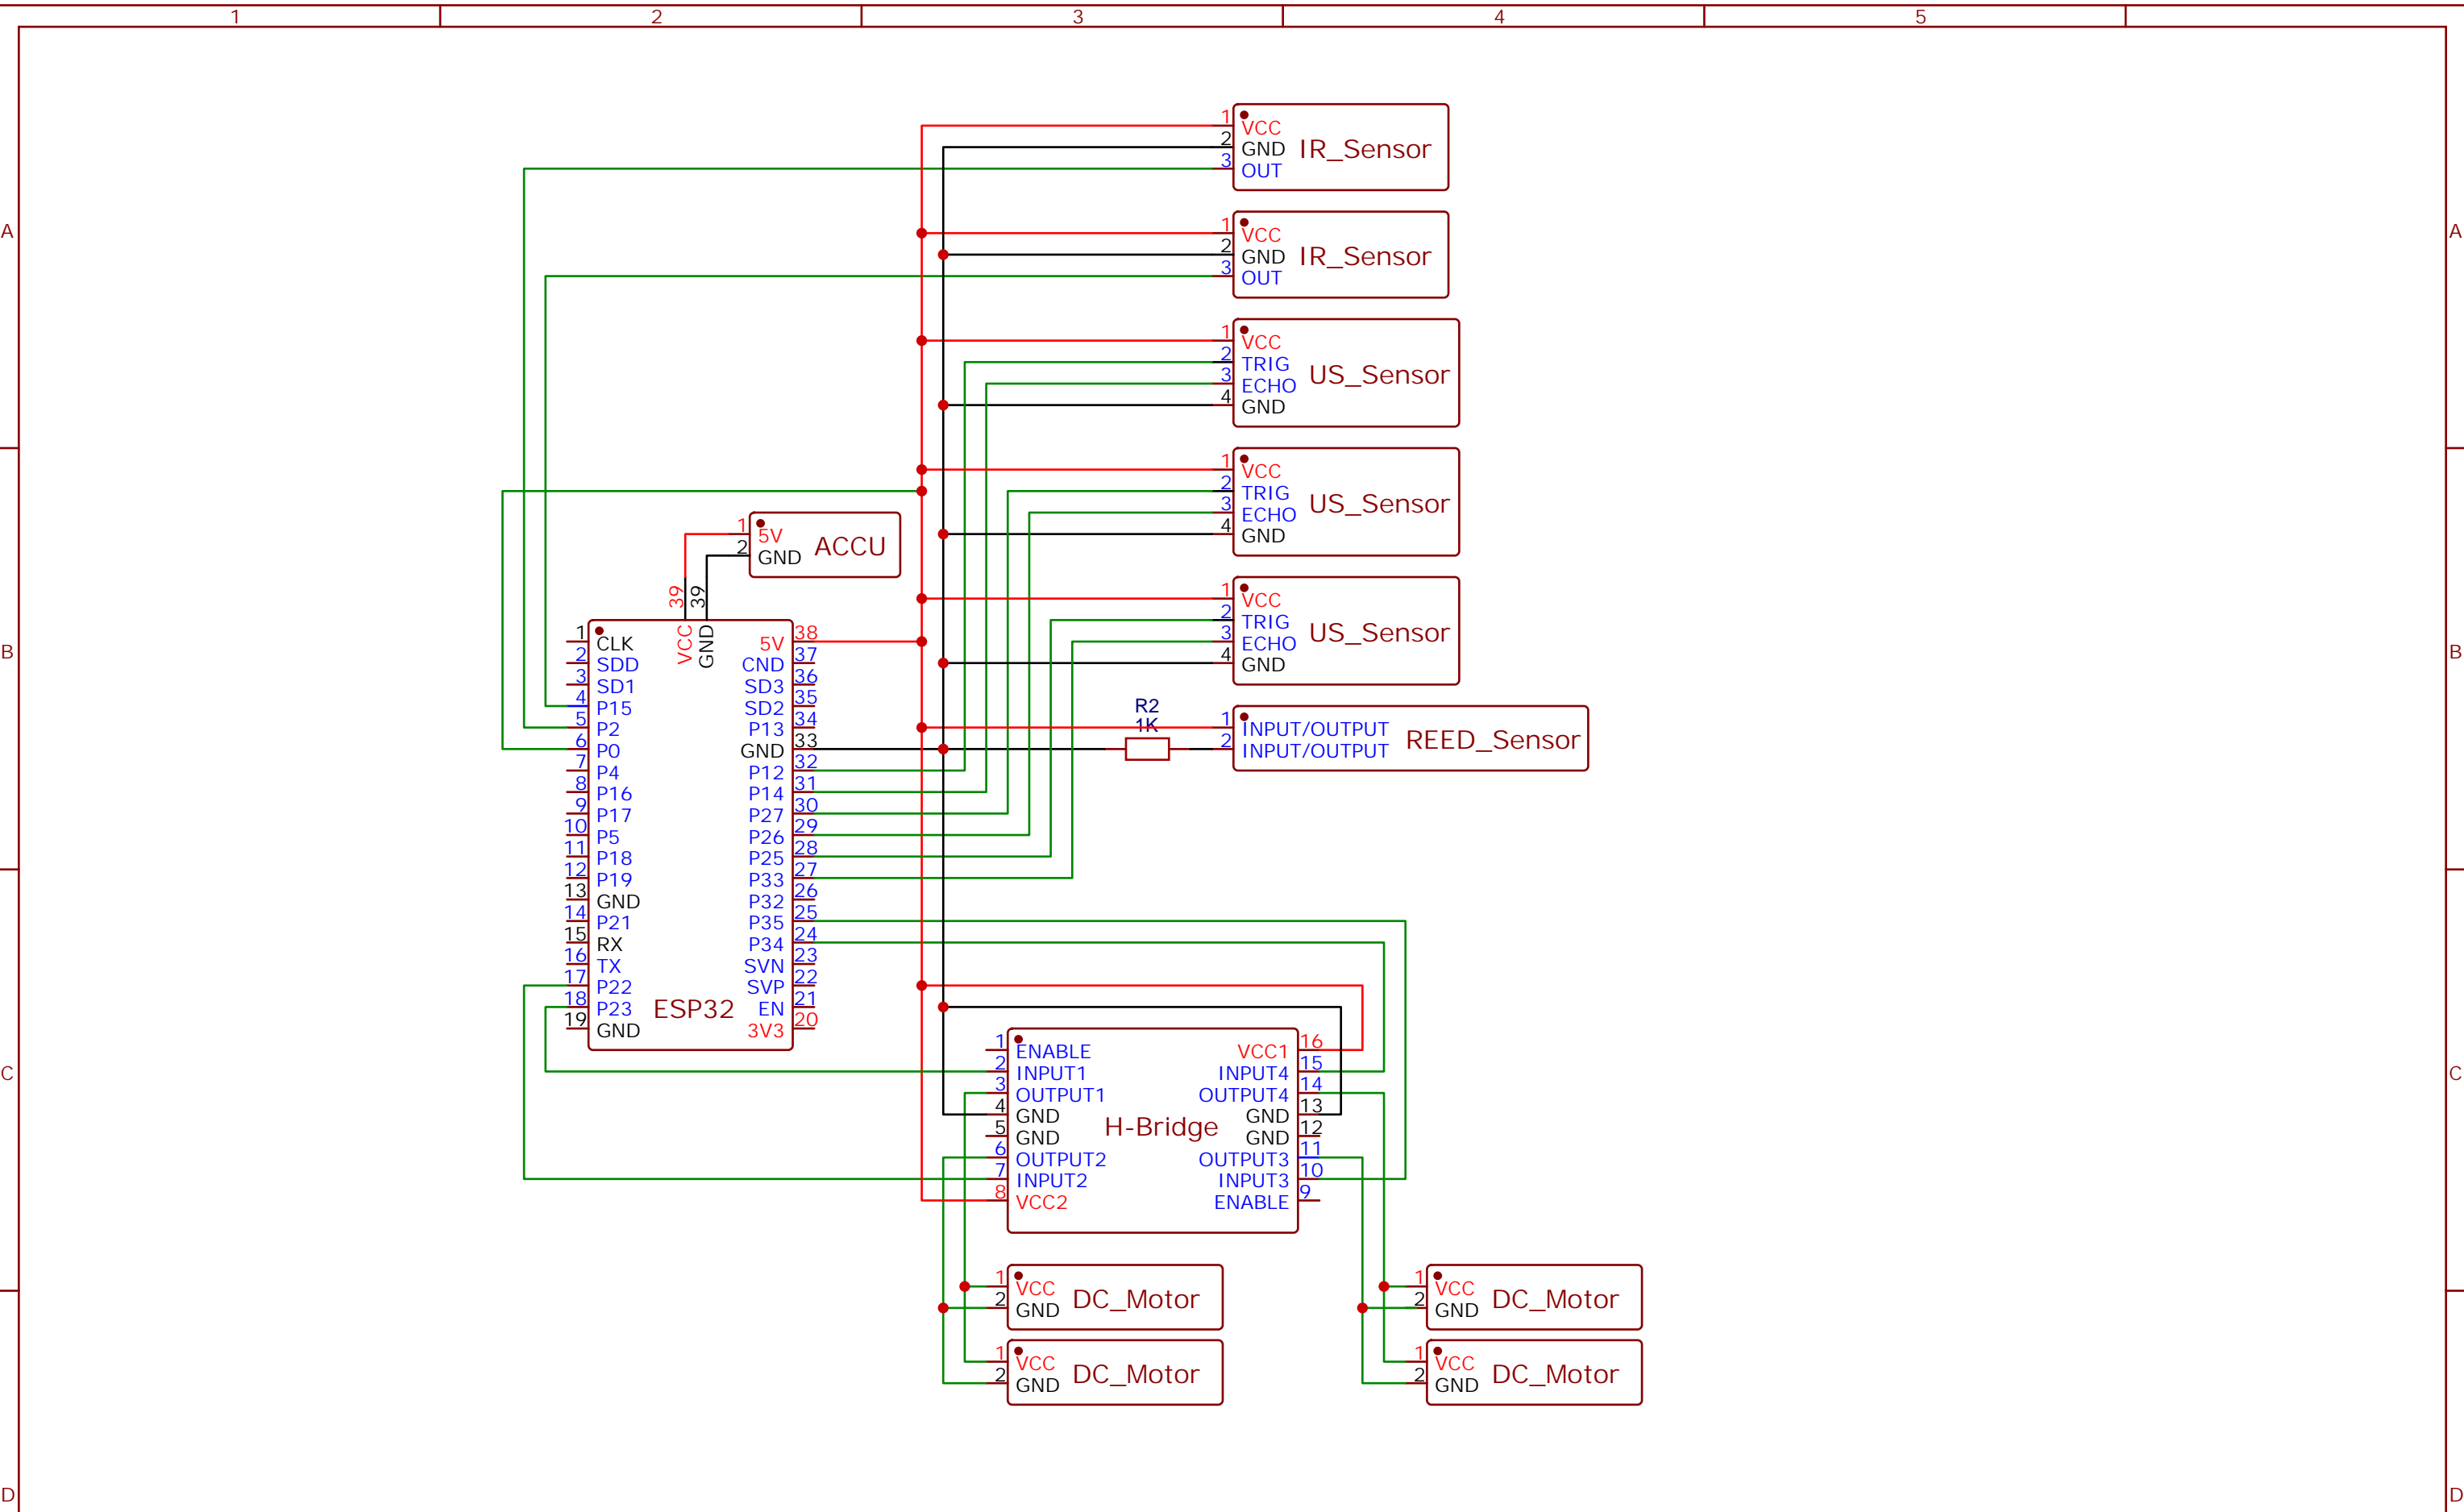 1 2 3 4 5
A A
B B
C C
D D
1 VCC
2 GND
3 OUT
IR_Sensor
1 VCC
2 GND
3 OUT
IR_Sensor
1 VCC
2 TRIG
3 ECHO
4 GND
US_Sensor
1 VCC
2 TRIG
3 ECHO
4 GND
US_Sensor
1 5V
2 GND
ACCU
1 VCC
2 TRIG
3 ECHO
4 GND
US_Sensor
R2
1K
1 INPUT/OUTPUT
2 INPUT/OUTPUT
REED_Sensor
39 VCC
39 GND
1 CLK
2 SDD
3 SD1
4 P15
5 P2
6 P0
7 P4
8 P16
9 P17
10 P5
11 P18
12 P19
13 GND
14 P21
15 RX
16 TX
17 P22
18 P23
19 GND
ESP32
5V 38
CND 37
SD3 36
SD2 35
P13 34
GND 33
P12 32
P14 31
P27 30
P26 29
P25 28
P33 27
P32 26
P35 25
P34 24
SVN 23
SVP 22
EN 21
3V3 20
1 ENABLE
2 INPUT1
3 OUTPUT1
4 GND
5 GND
6 OUTPUT2
7 INPUT2
8 VCC2
H-Bridge
VCC1 16
INPUT4 15
OUTPUT4 14
GND 13
GND 12
OUTPUT3 11
INPUT3 10
ENABLE 9
1 VCC
2 GND
DC_Motor
1 VCC
2 GND
DC_Motor
1 VCC
2 GND
DC_Motor
1 VCC
2 GND
DC_Motor